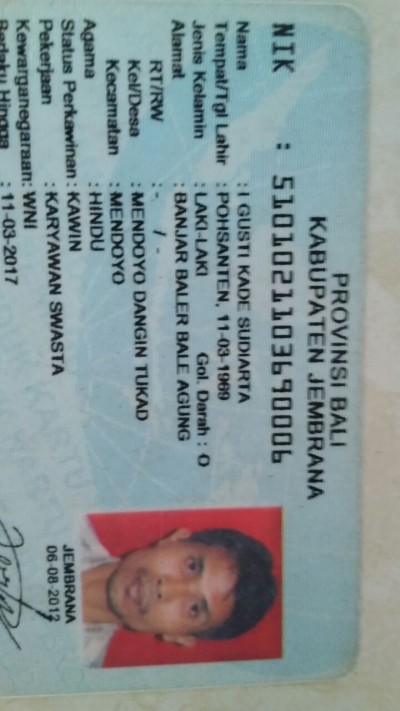 PROVINSI BALI
KABUPATEN JEMBRANA
NIK : 5101021103690006
Nama : I GUSTI KADE SUDIARTA
Tempat/Tgl Lahir : POHSANTEN, 11-03-1969
Jenis Kelamin : LAKI-LAKI Gol. Darah : O
Alamat : BANJAR BALER BALE AGUNG
RT/RW : - / -
Kel/Desa : MENDOYO DANGIN TUKAD
Kecamatan : MENDOYO
Agama : HINDU
Status Perkawinan : KAWIN
Pekerjaan : KARYAWAN SWASTA
Kewarganegaraan: WNI
Berlaku Hingga : 11-03-2017
JEMBRANA
06-08-2012